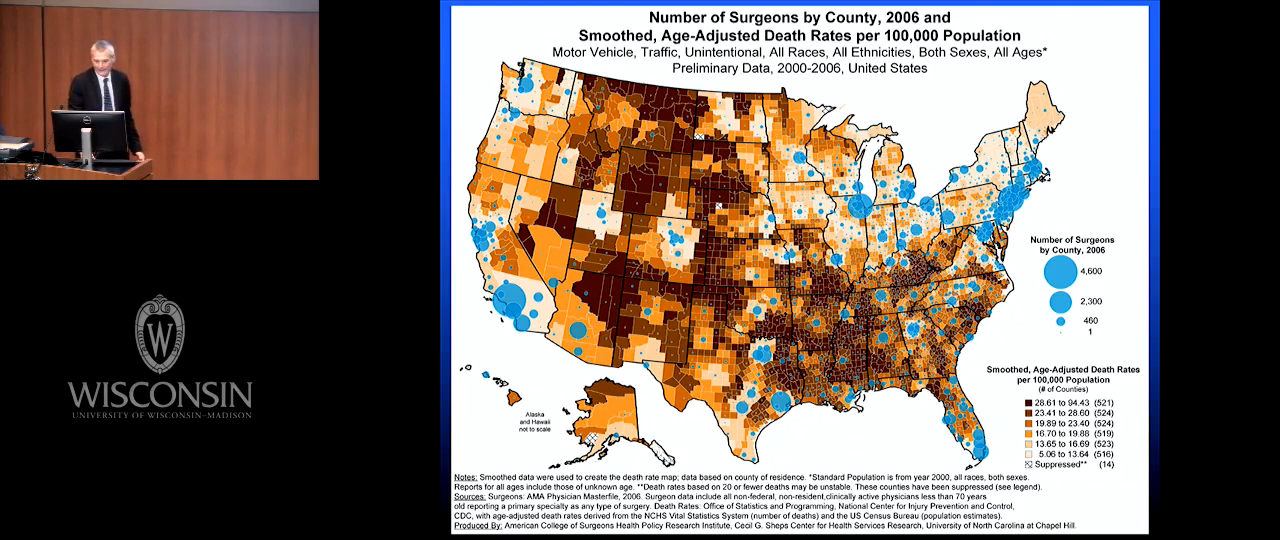 Number of Surgeons by County, 2006 and
Smoothed, Age-Adjusted Death Rates per 100,000 Population
Motor Vehicle, Traffic, Unintentional, All Races, All Ethnicities, Both Sexes, All Ages*
Preliminary Data, 2000-2006, United States
Number of Surgeons
by County, 2006
4,600
2,300
460
1
Smoothed, Age-Adjusted Death Rates
per 100,000 Population
(# of Counties)
28.61 to 94.43 (521)
23.41 to 28.60 (524)
19.89 to 23.40 (524)
16.70 to 19.88 (519)
13.65 to 16.69 (523)
5.06 to 13.64 (516)
Suppressed** (14)
Alaska
and Hawaii
not to scale
Notes: Smoothed data were used to create the death rate map; data based on county of residence. *Standard Population is from year 2000, all races, both sexes.
Reports for all ages include those of unknown age. **Death rates based on 20 or fewer deaths may be unstable. These counties have been suppressed (see legend).
Sources: Surgeons: AMA Physician Masterfile, 2006. Surgeon data include all non-federal, non-resident,clinically active physicians less than 70 years
old reporting a primary specialty as any type of surgery. Death Rates: Office of Statistics and Programming, National Center for Injury Prevention and Control,
CDC, with age-adjusted death rates derived from the NCHS Vital Statistics System (number of deaths) and the US Census Bureau (population estimates).
Produced By: American College of Surgeons Health Policy Research Institute, Cecil G. Sheps Center for Health Services Research, University of North Carolina at Chapel Hill.
W
WISCONSIN
UNIVERSITY OF WISCONSIN–MADISON